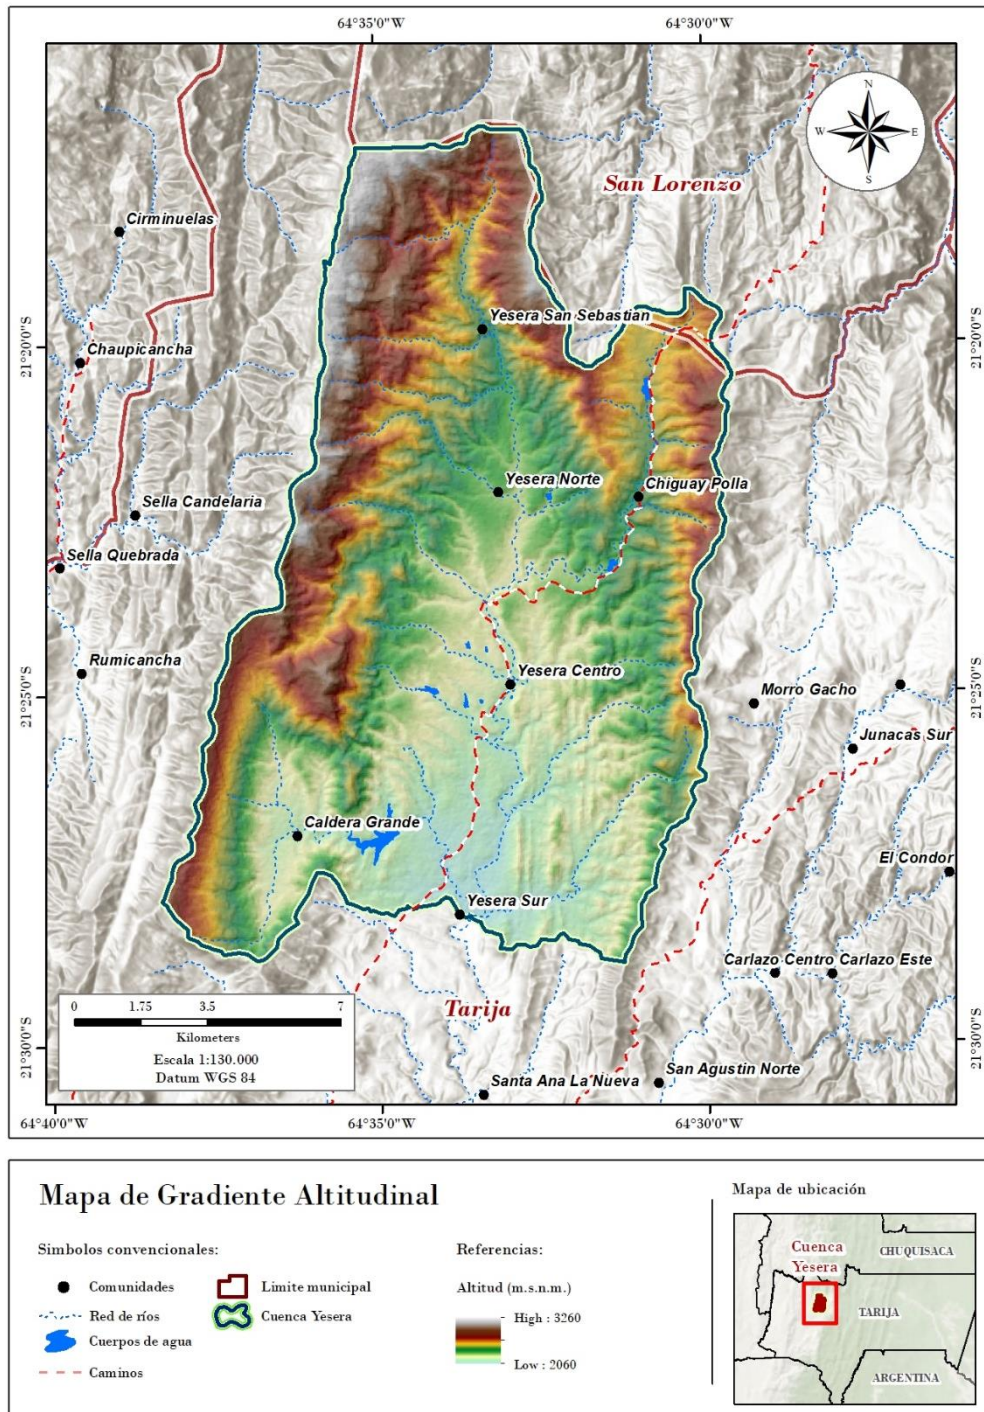 64°35'0"W
64°30'0"W
N
W
E
S
San Lorenzo
Cirminuelas
21°20'0"S
21°20'0"S
Yesera San Sebastian
Chaupicancha
Yesera Norte
Chiguay Polla
Sella Candelaria
Sella Quebrada
Rumicancha
Yesera Centro
Morro Gacho
21°25'0"S
21°25'0"S
Junacas Sur
Caldera Grande
El Condor
Yesera Sur
Carlazo Centro
Carlazo Este
Tarija
0
1.75
3.5
7
Kilometers
Escala 1:130.000
Datum WGS 84
21°30'0"S
21°30'0"S
San Agustin Norte
Santa Ana La Nueva
64°40'0"W
64°35'0"W
64°30'0"W
Mapa de Gradiente Altitudinal
Simbolos convencionales:
Comunidades
Red de ríos
Cuerpos de agua
Caminos
Limite municipal
Cuenca Yesera
Referencias:
Altitud (m.s.n.m.)
High : 3260
Low : 2060
Mapa de ubicación
Cuenca
Yesera
CHUQUISACA
TARIJA
ARGENTINA